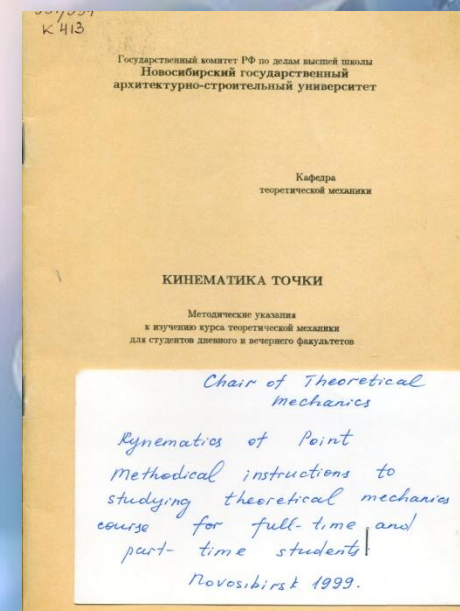 К 413
Государственный комитет РФ по делам высшей школы
Новосибирский государственный
архитектурно-строительный университет
Кафедра
теоретической механики
КИНЕМАТИКА ТОЧКИ
Методические указания
к изучению курса теоретической механики
для студентов дневного и вечернего факультетов
Chair of Theoretical
mechanics
Kynematics of Point
Methodical instructions to
studying theoretical mechanics
course for full-time and
part-time students
Novosibirsk 1999.